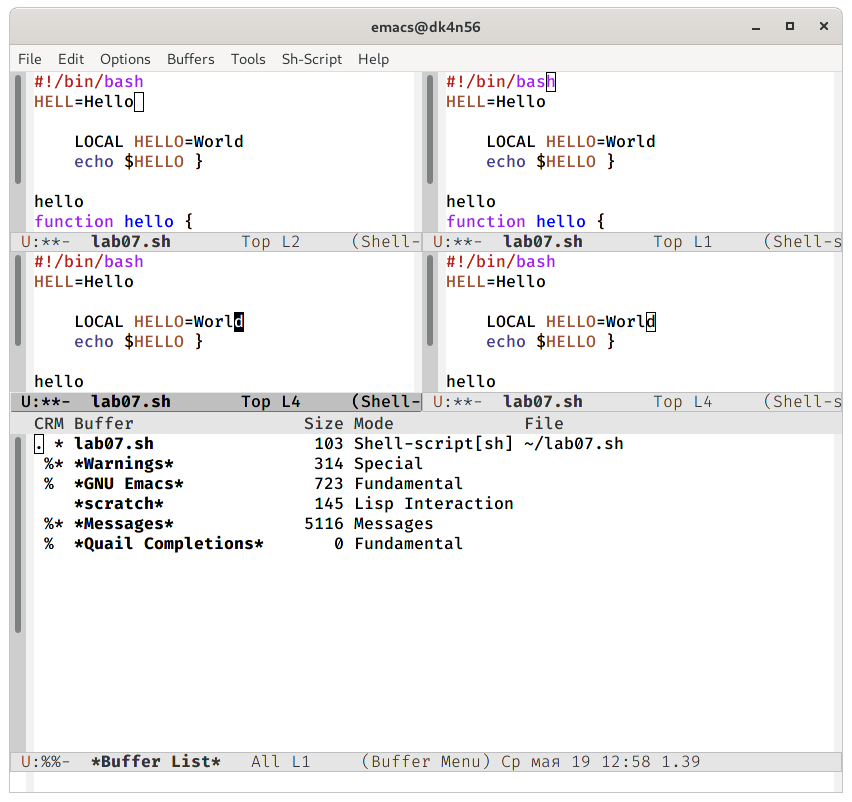 emacs@dk4n56
File Edit Options Buffers Tools Sh-Script Help
#!/bin/bash
HELL=Hello
    LOCAL HELLO=World
    echo $HELLO }
hello
function hello {
U:**-  lab07.sh       Top L2     (Shell-
#!/bin/bash
HELL=Hello
    LOCAL HELLO=World
    echo $HELLO }
hello
function hello {
U:**-  lab07.sh       Top L1     (Shell-s
#!/bin/bash
HELL=Hello
    LOCAL HELLO=World
    echo $HELLO }
hello
U:**-  lab07.sh       Top L4     (Shell-
#!/bin/bash
HELL=Hello
    LOCAL HELLO=World
    echo $HELLO }
hello
U:**-  lab07.sh       Top L4     (Shell-s
CRM Buffer                 Size Mode             File
. * lab07.sh                103 Shell-script[sh] ~/lab07.sh
 %* *Warnings*              314 Special
 %  *GNU Emacs*             723 Fundamental
    *scratch*               145 Lisp Interaction
 %* *Messages*             5116 Messages
 %  *Quail Completions*       0 Fundamental
U:%%-  *Buffer List*   All L1     (Buffer Menu) Ср мая 19 12:58 1.39